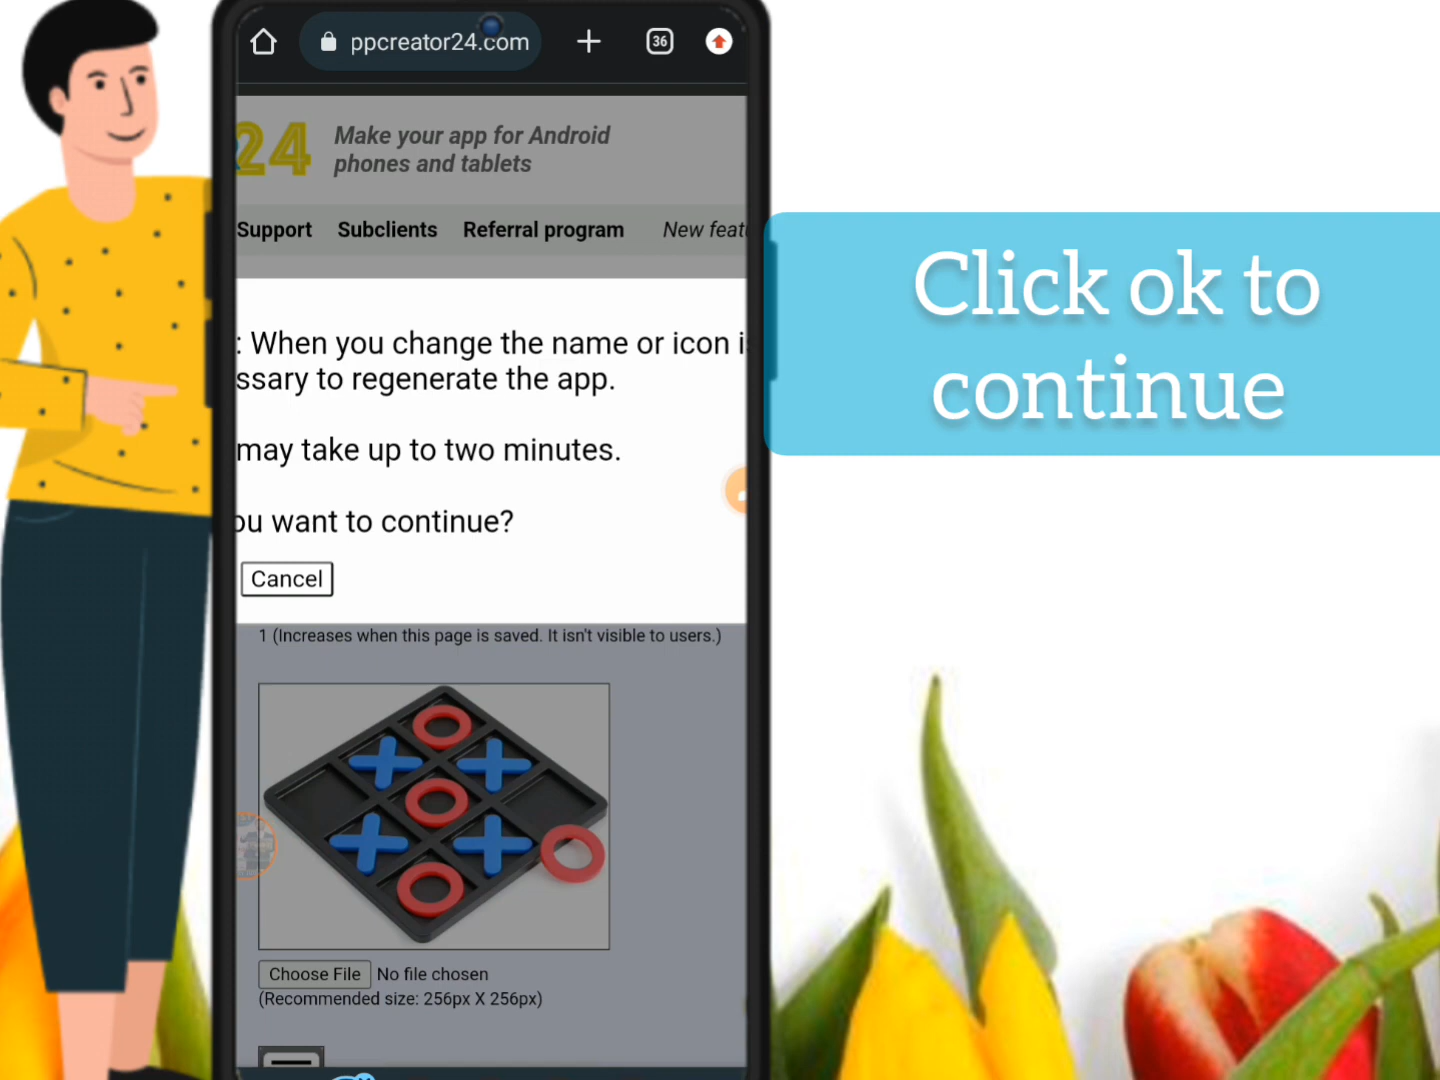 ppcreator24.com
36
24
Make your app for Android
phones and tablets
Support Subclients Referral program New feat
: When you change the name or icon i
ssary to regenerate the app.
may take up to two minutes.
ou want to continue?
Cancel
1 (Increases when this page is saved. It isn't visible to users.)
Choose File No file chosen
(Recommended size: 256px X 256px)
Click ok to
continue